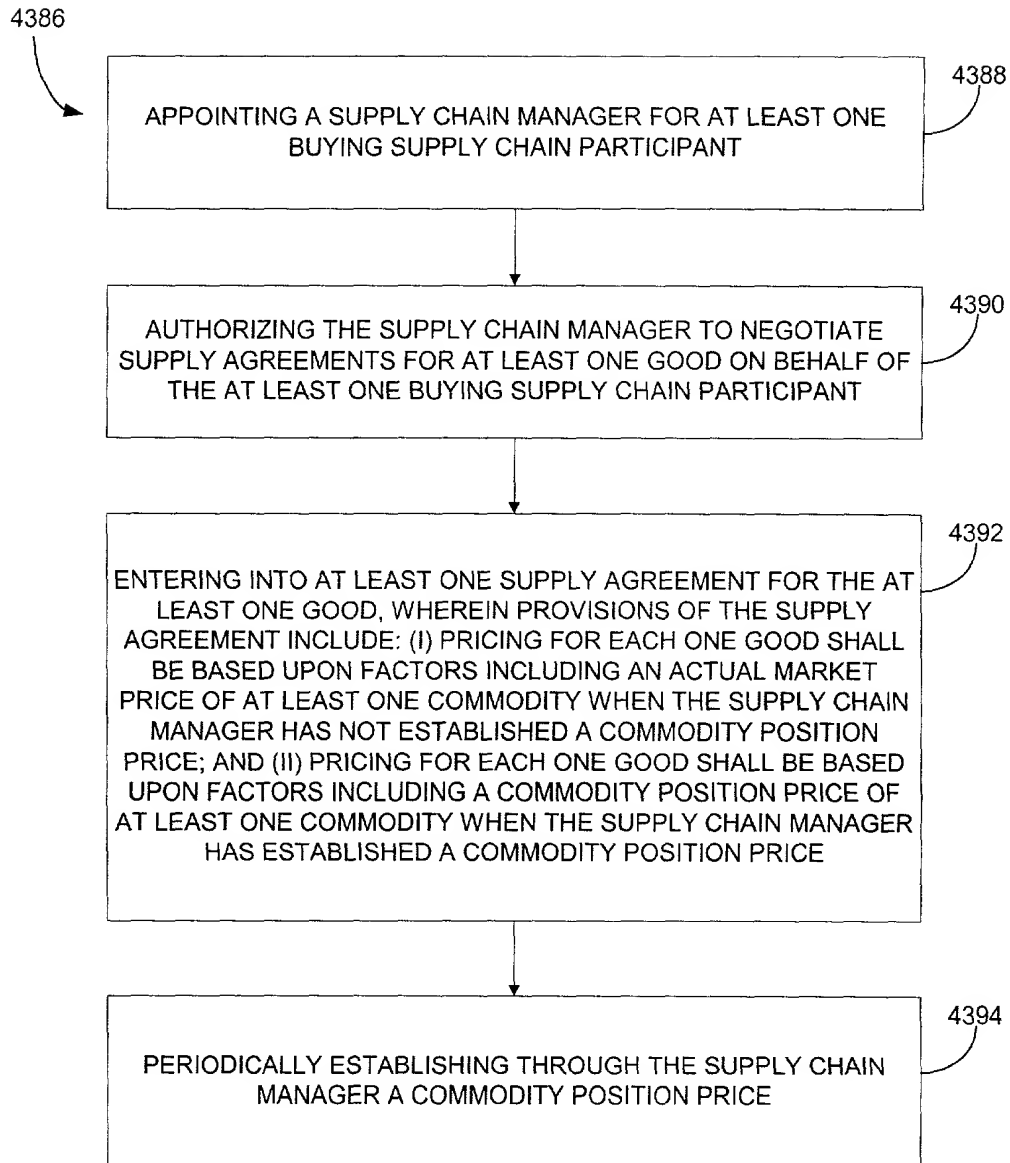 4386
4388
APPOINTING A SUPPLY CHAIN MANAGER FOR AT LEAST ONE
BUYING SUPPLY CHAIN PARTICIPANT
4390
AUTHORIZING THE SUPPLY CHAIN MANAGER TO NEGOTIATE
SUPPLY AGREEMENTS FOR AT LEAST ONE GOOD ON BEHALF OF
THE AT LEAST ONE BUYING SUPPLY CHAIN PARTICIPANT
4392
ENTERING INTO AT LEAST ONE SUPPLY AGREEMENT FOR THE AT
LEAST ONE GOOD, WHEREIN PROVISIONS OF THE SUPPLY
AGREEMENT INCLUDE: (I) PRICING FOR EACH ONE GOOD SHALL
BE BASED UPON FACTORS INCLUDING AN ACTUAL MARKET
PRICE OF AT LEAST ONE COMMODITY WHEN THE SUPPLY CHAIN
MANAGER HAS NOT ESTABLISHED A COMMODITY POSITION
PRICE; AND (II) PRICING FOR EACH ONE GOOD SHALL BE BASED
UPON FACTORS INCLUDING A COMMODITY POSITION PRICE OF
AT LEAST ONE COMMODITY WHEN THE SUPPLY CHAIN MANAGER
HAS ESTABLISHED A COMMODITY POSITION PRICE
4394
PERIODICALLY ESTABLISHING THROUGH THE SUPPLY CHAIN
MANAGER A COMMODITY POSITION PRICE